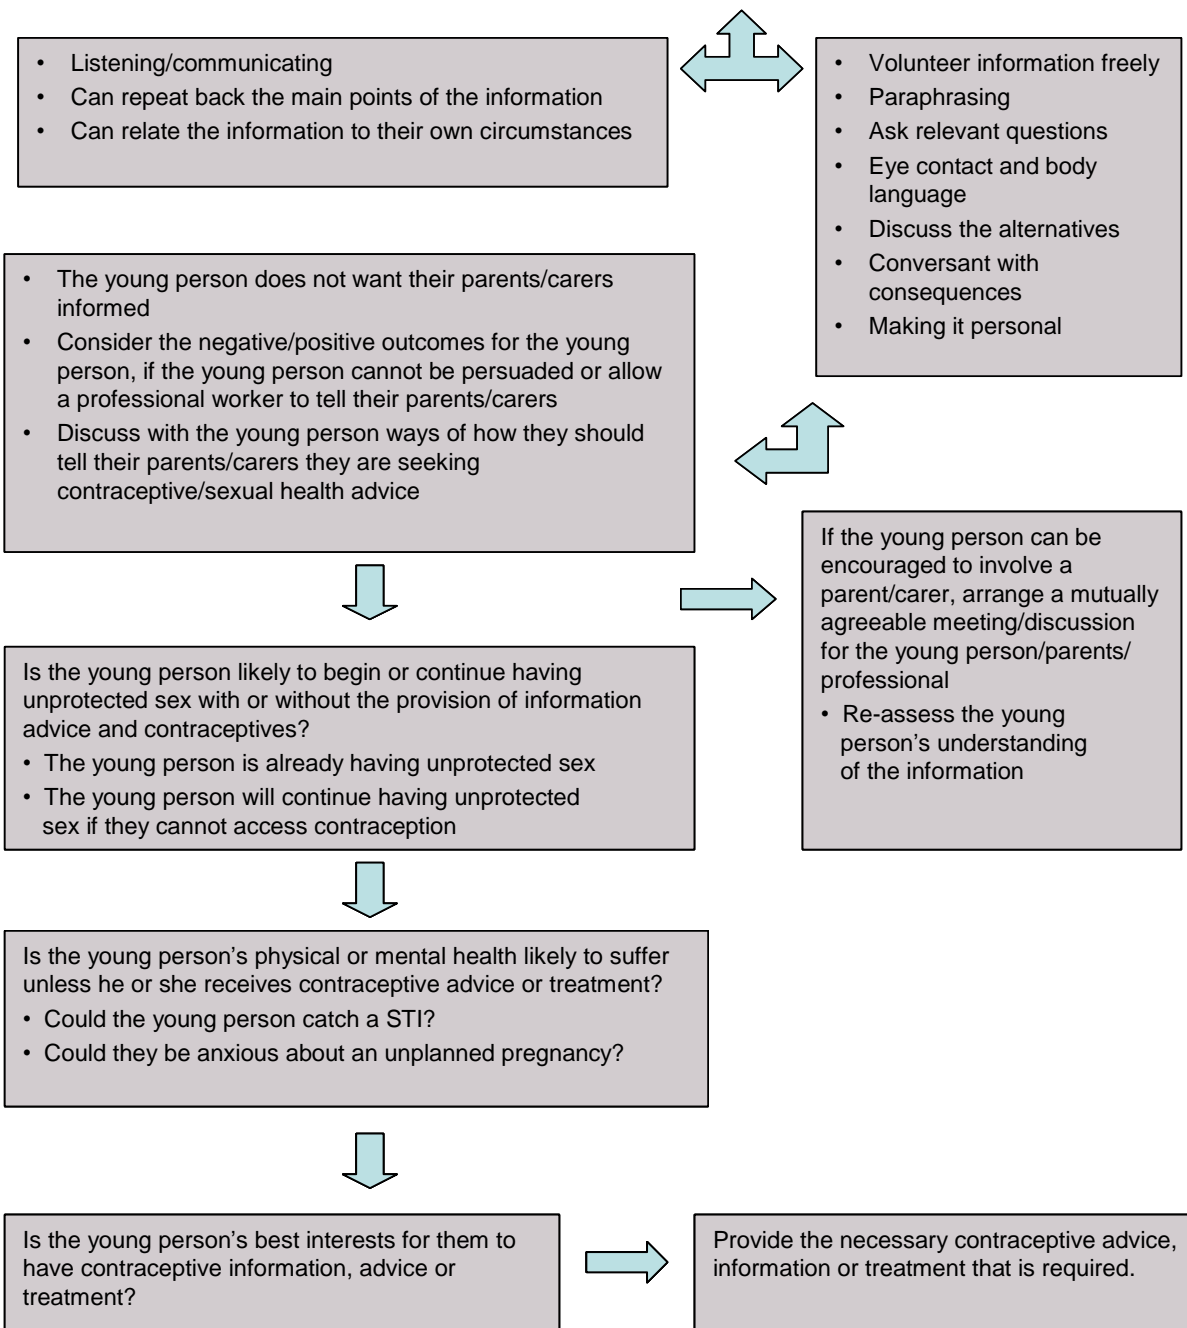 • Listening/communicating
• Can repeat back the main points of the information
• Can relate the information to their own circumstances
• Volunteer information freely
• Paraphrasing
• Ask relevant questions
• Eye contact and body
language
• Discuss the alternatives
• Conversant with
consequences
• Making it personal
• The young person does not want their parents/carers
informed
• Consider the negative/positive outcomes for the young
person, if the young person cannot be persuaded or allow
a professional worker to tell their parents/carers
• Discuss with the young person ways of how they should
tell their parents/carers they are seeking
contraceptive/sexual health advice
If the young person can be
encouraged to involve a
parent/carer, arrange a mutually
agreeable meeting/discussion
for the young person/parents/
professional
• Re-assess the young
person’s understanding
of the information
Is the young person likely to begin or continue having
unprotected sex with or without the provision of information
advice and contraceptives?
• The young person is already having unprotected sex
• The young person will continue having unprotected
sex if they cannot access contraception
Is the young person’s physical or mental health likely to suffer
unless he or she receives contraceptive advice or treatment?
• Could the young person catch a STI?
• Could they be anxious about an unplanned pregnancy?
Is the young person’s best interests for them to
have contraceptive information, advice or
treatment?
Provide the necessary contraceptive advice,
information or treatment that is required.